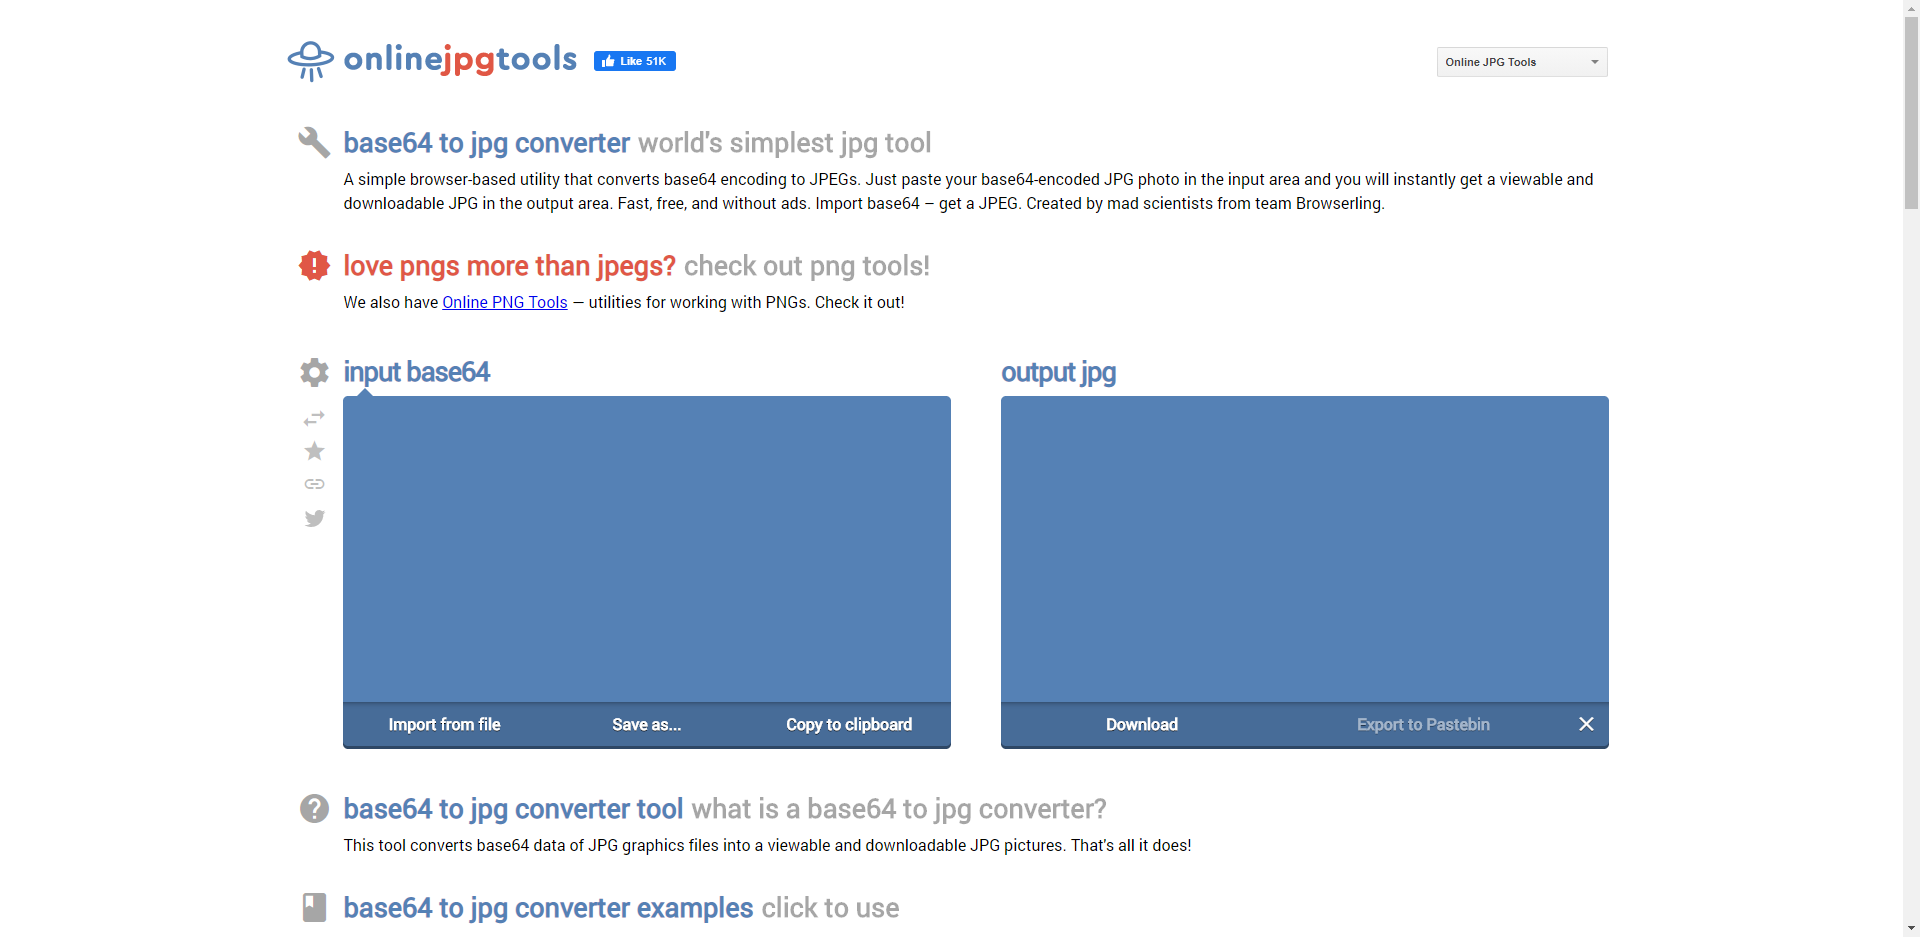 onlinejpgtools
Like 51K
Online JPG Tools
base64 to jpg converter world's simplest jpg tool
A simple browser-based utility that converts base64 encoding to JPEGs. Just paste your base64-encoded JPG photo in the input area and you will instantly get a viewable and
downloadable JPG in the output area. Fast, free, and without ads. Import base64 – get a JPEG. Created by mad scientists from team Browserling.
love pngs more than jpegs? check out png tools!
We also have Online PNG Tools — utilities for working with PNGs. Check it out!
input base64
output jpg
Import from file
Save as...
Copy to clipboard
Download
Export to Pastebin
base64 to jpg converter tool what is a base64 to jpg converter?
This tool converts base64 data of JPG graphics files into a viewable and downloadable JPG pictures. That's all it does!
base64 to jpg converter examples click to use